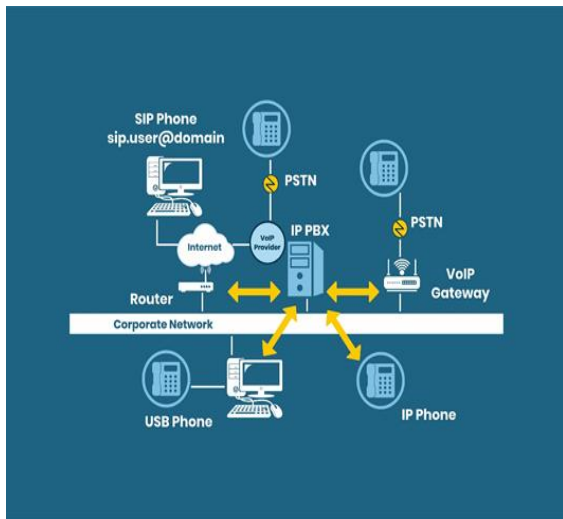 SIP Phone
sip.user@domain
PSTN
PSTN
IP PBX
VoIP
Provider
Internet
VoIP
Gateway
Router
Corporate Network
USB Phone
IP Phone